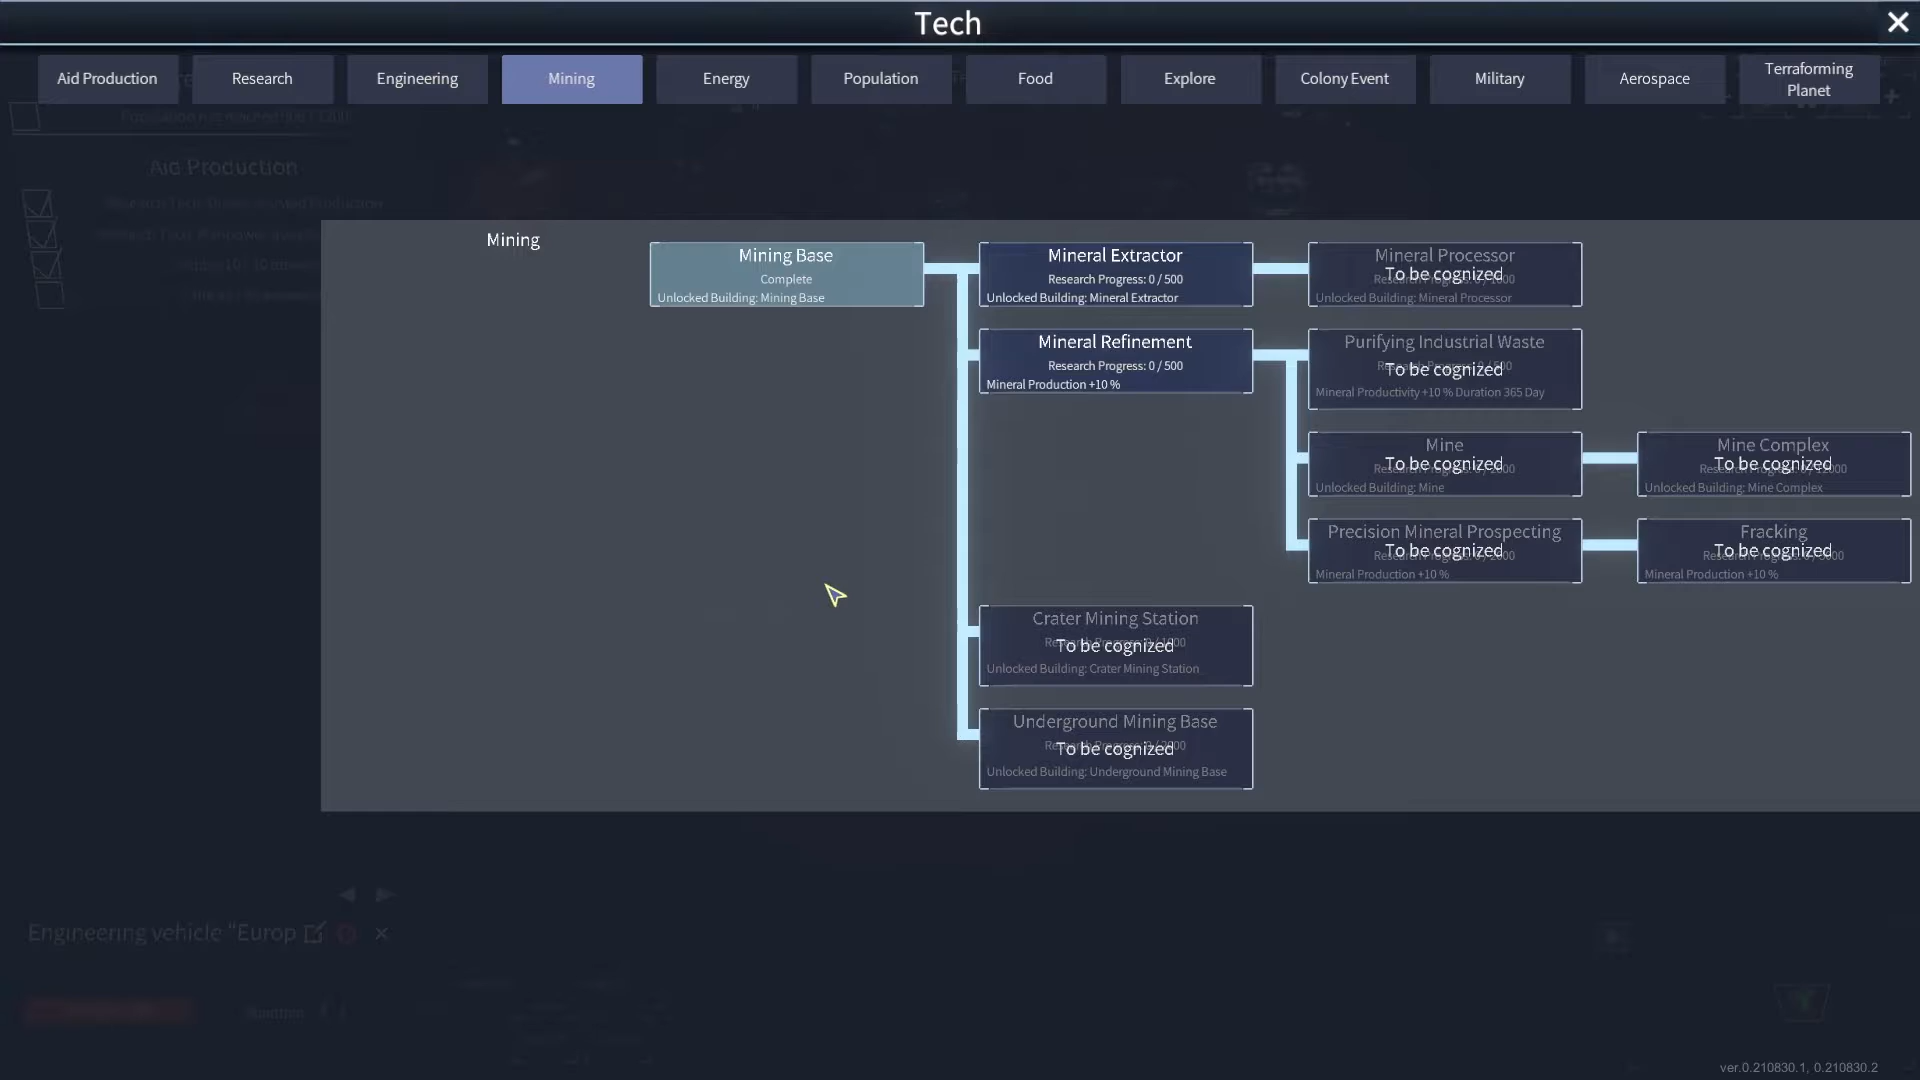 Tech
Aid Production
Research
Engineering
Mining
Energy
Population
Food
Explore
Colony Event
Military
Aerospace
Terraforming
Planet
Aid Production
Mining
Mining Base
Complete
Unlocked Building: Mining Base
Mineral Extractor
Research Progress: 0 / 500
Unlocked Building: Mineral Extractor
Mineral Processor
To be cognized
Unlocked Building: Mineral Processor
Mineral Refinement
Research Progress: 0 / 500
Mineral Production +10 %
Purifying Industrial Waste
To be cognized
Mineral Productivity +10 % Duration 365 Day
Mine
To be cognized
Unlocked Building: Mine
Mine Complex
To be cognized
Unlocked Building: Mine Complex
Precision Mineral Prospecting
To be cognized
Mineral Production +10 %
Fracking
To be cognized
Mineral Production +10 %
Crater Mining Station
To be cognized
Unlocked Building: Crater Mining Station
Underground Mining Base
To be cognized
Unlocked Building: Underground Mining Base
Engineering vehicle "Europ
ver.0.210830.1, 0.210830.2